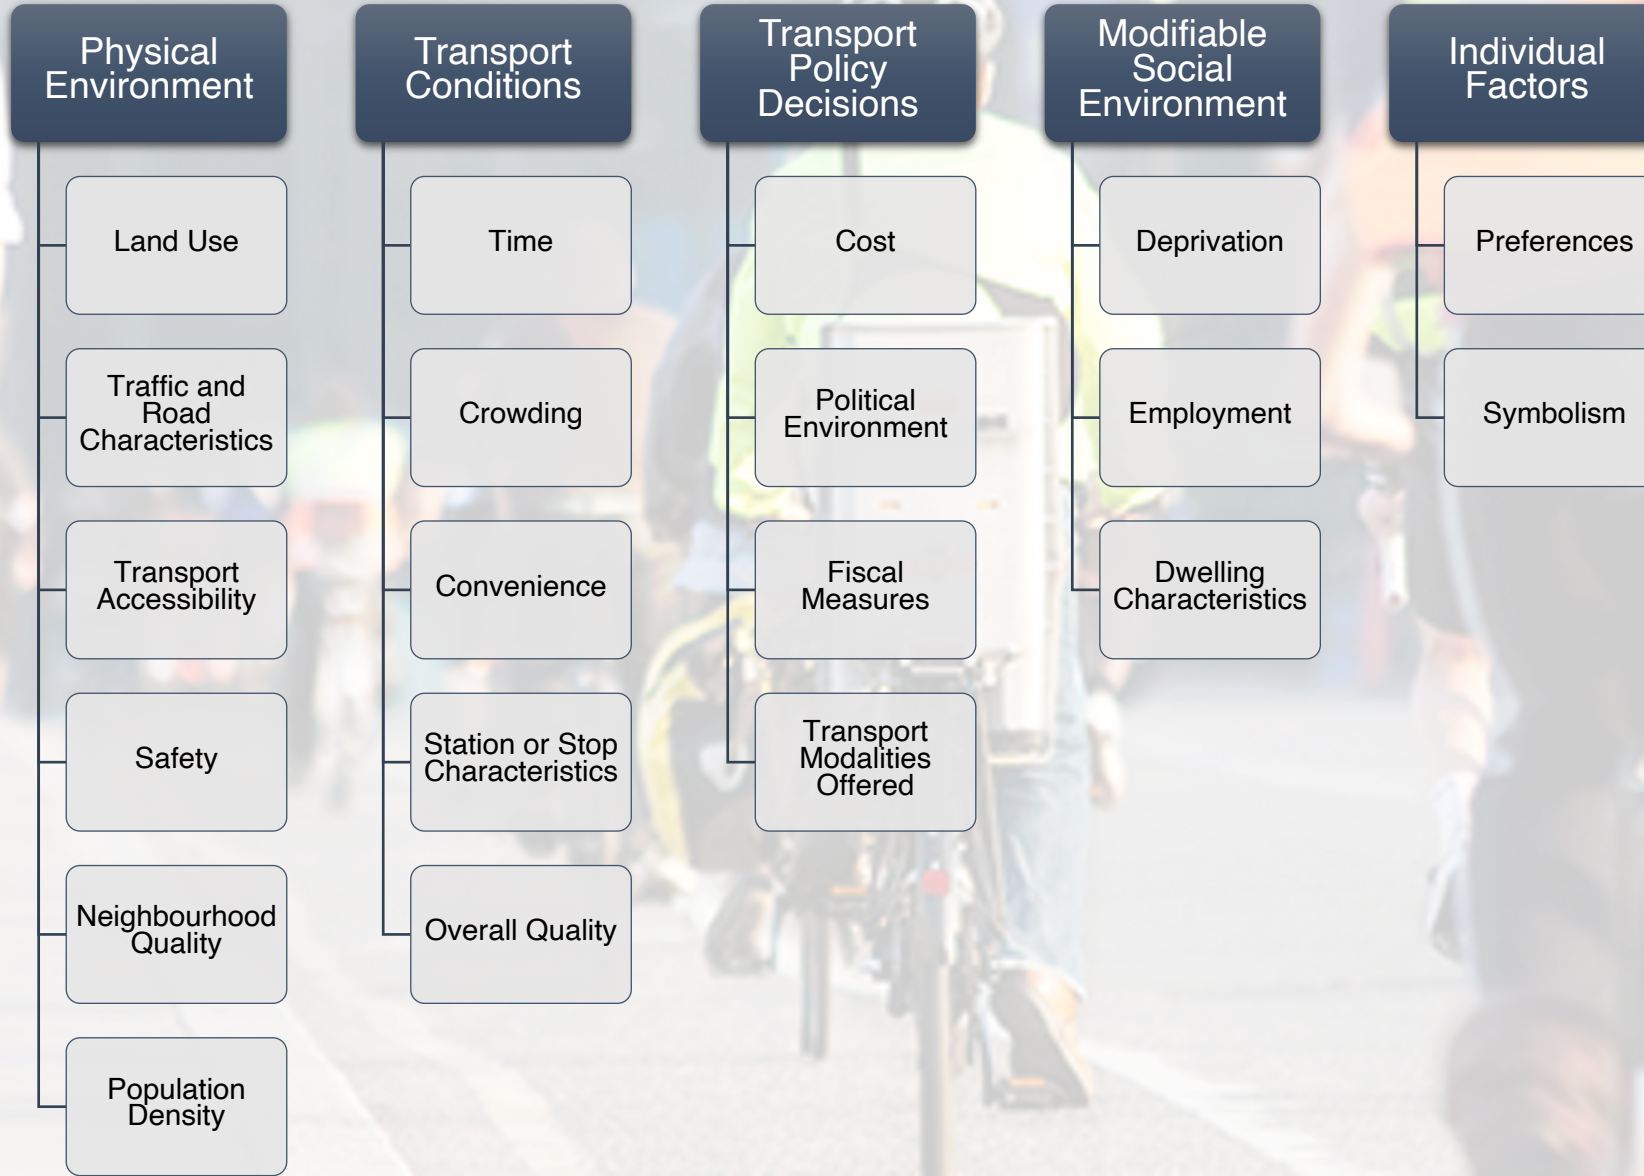 Physical
Environment
Land Use
Traffic and
Road
Characteristics
Transport
Accessibility
Safety
Neighbourhood
Quality
Population
Density
Transport
Conditions
Time
Crowding
Convenience
Station or Stop
Characteristics
Overall Quality
Transport
Policy
Decisions
Cost
Political
Environment
Fiscal
Measures
Transport
Modalities
Offered
Modifiable
Social
Environment
Deprivation
Employment
Dwelling
Characteristics
Individual
Factors
Preferences
Symbolism